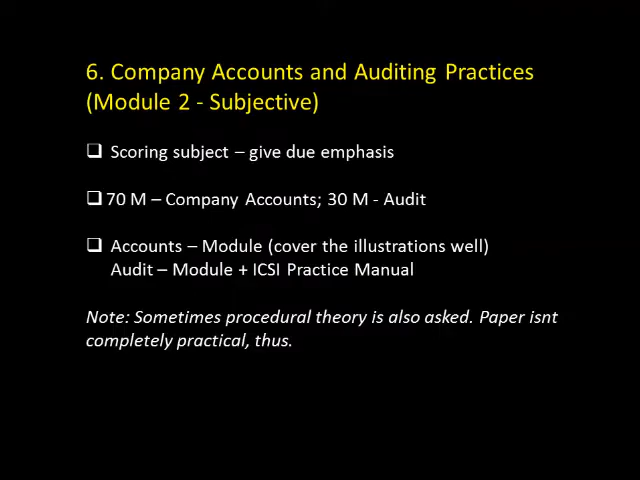 6. Company Accounts and Auditing Practices
(Module 2 - Subjective)
❑ Scoring subject – give due emphasis
❑ 70 M – Company Accounts; 30 M - Audit
❑ Accounts – Module (cover the illustrations well)
Audit – Module + ICSI Practice Manual
Note: Sometimes procedural theory is also asked. Paper isnt
completely practical, thus.